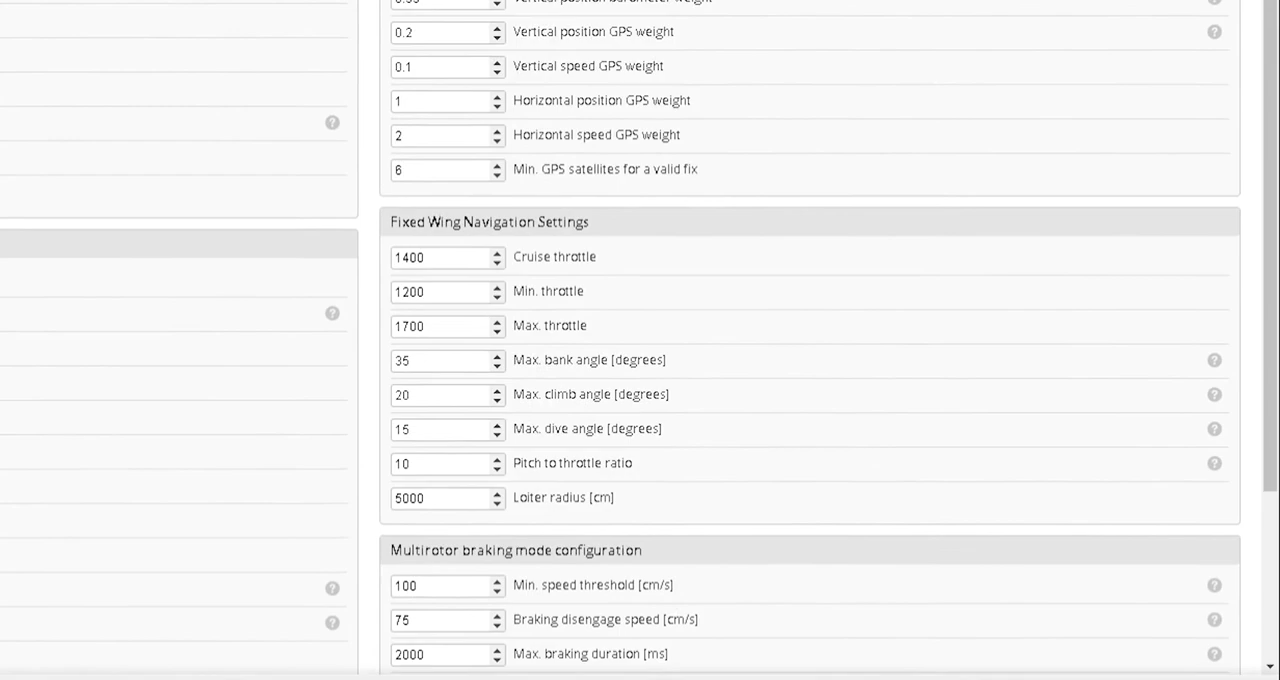 0.2 Vertical position GPS weight ?
0.1 Vertical speed GPS weight
1 Horizontal position GPS weight
? 
2 Horizontal speed GPS weight
6 Min. GPS satellites for a valid fix
Fixed Wing Navigation Settings
1400 Cruise throttle
1200 Min. throttle
?
1700 Max. throttle
35 Max. bank angle [degrees] ?
20 Max. climb angle [degrees] ?
15 Max. dive angle [degrees] ?
10 Pitch to throttle ratio ?
5000 Loiter radius [cm]
Multirotor braking mode configuration
? 100 Min. speed threshold [cm/s] ?
? 75 Braking disengage speed [cm/s] ?
2000 Max. braking duration [ms] ?